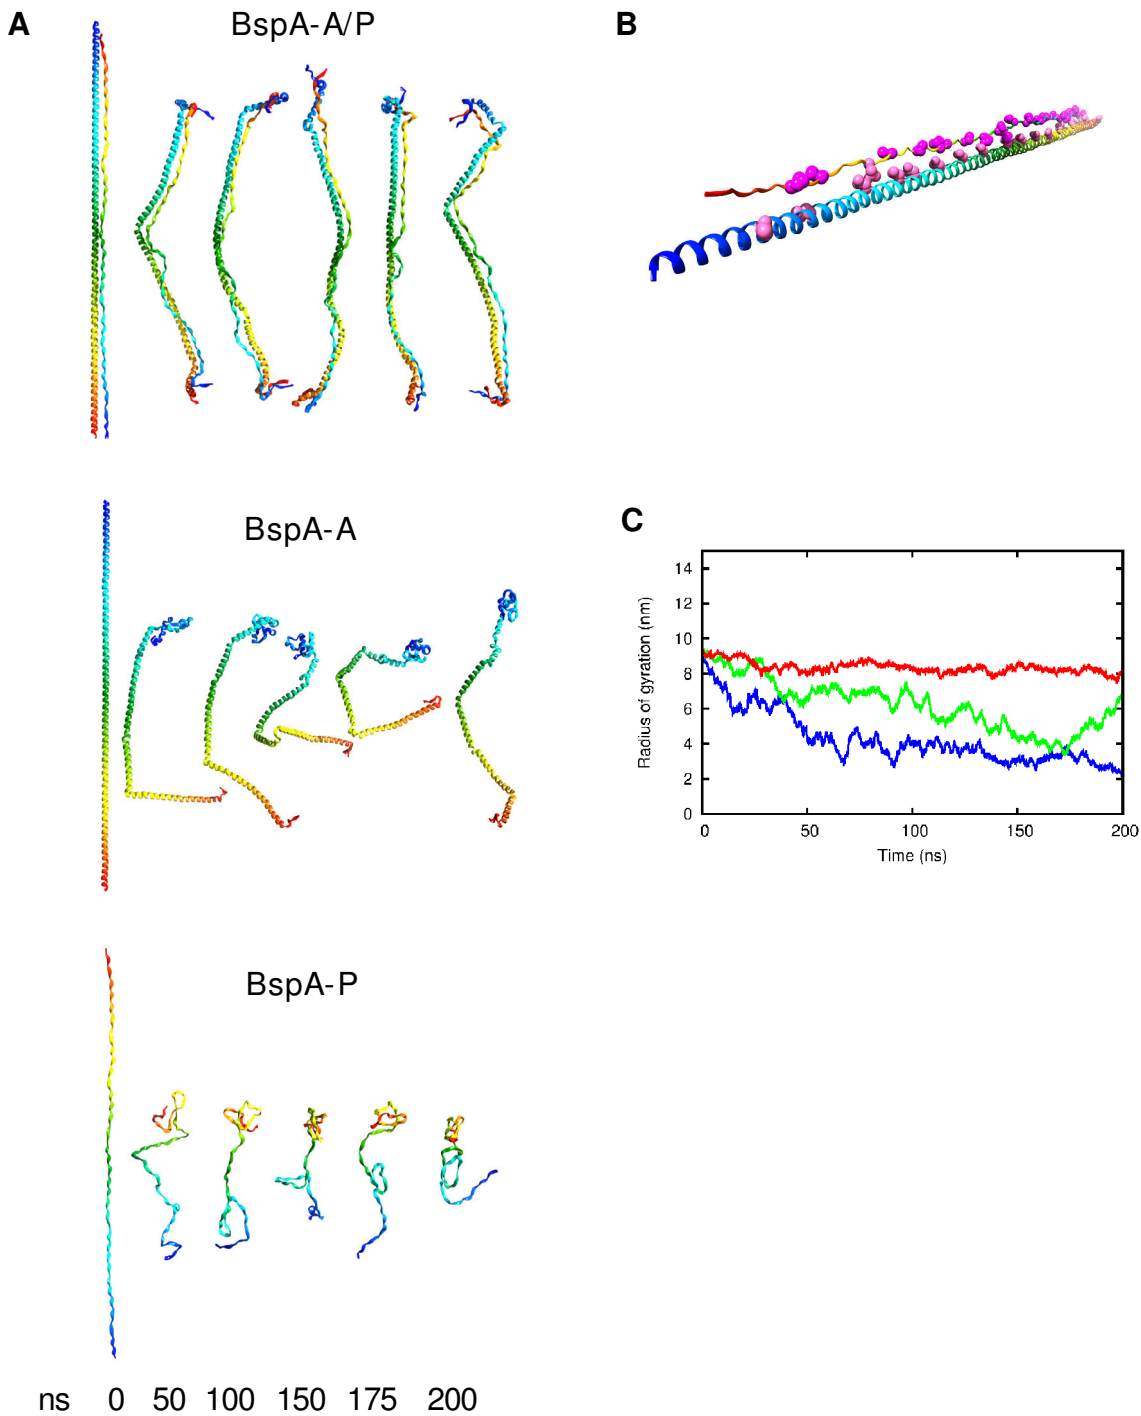 A
BspA-A/P
B
BspA-A
C
Radius of gyration (nm)
14
12
10
8
6
4
2
0
0 50 100 150 200
Time (ns)
BspA-P
ns 0 50 100 150 175 200